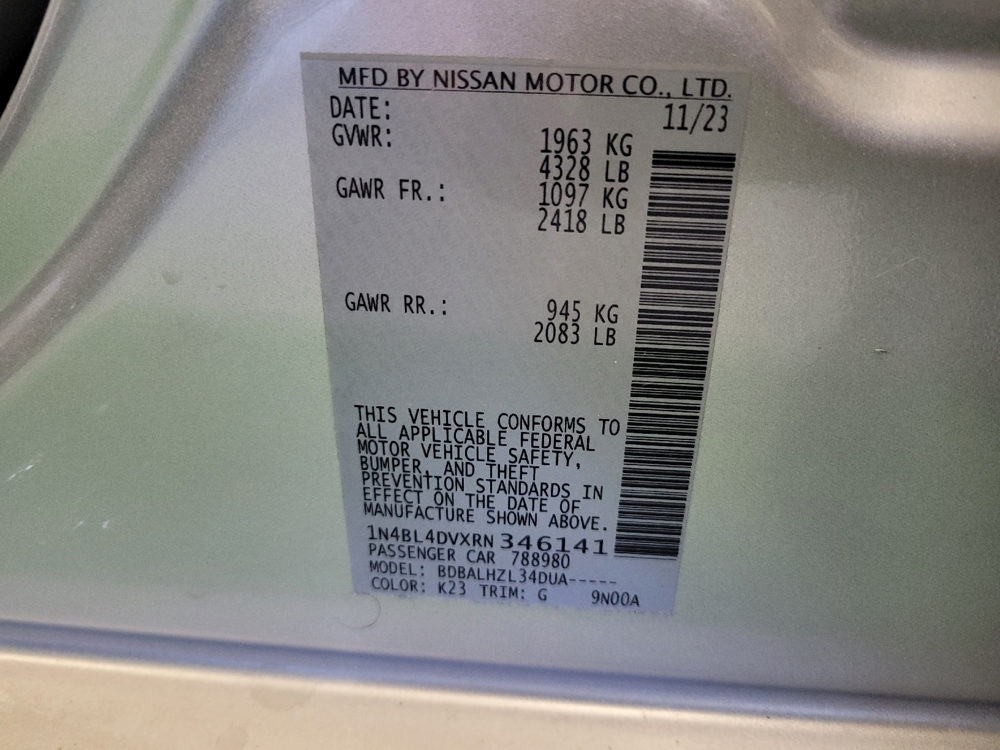 MFD BY NISSAN MOTOR CO., LTD.
DATE: 11/23
GVWR: 1963 KG
4328 LB
GAWR FR.: 1097 KG
2418 LB
GAWR RR.: 945 KG
2083 LB
THIS VEHICLE CONFORMS TO
ALL APPLICABLE FEDERAL
MOTOR VEHICLE SAFETY,
BUMPER, AND THEFT
PREVENTION STANDARDS IN
EFFECT ON THE DATE OF
MANUFACTURE SHOWN ABOVE.
1N4BL4DVXRN346141
PASSENGER CAR 788980
MODEL: BDBALHZL34DUA-----
COLOR: K23 TRIM: G 9N00A